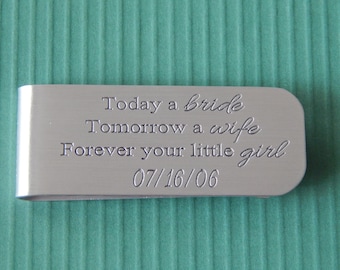 Today a bride
Tomorrow a wife
Forever your little girl
07/16/06